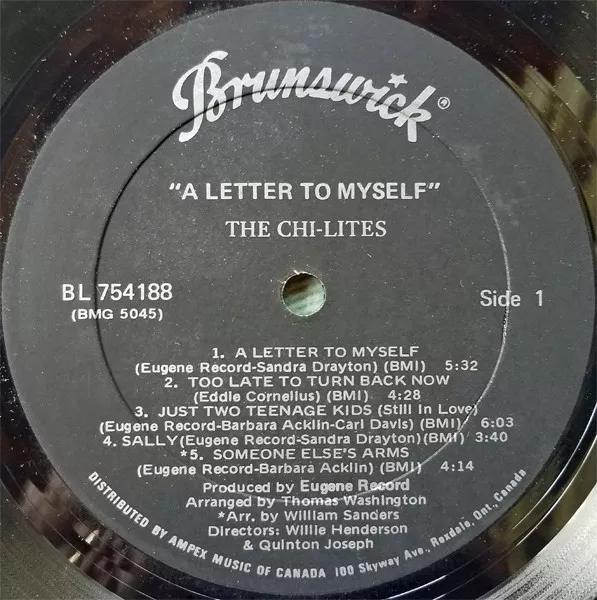 Brunswick®
"A LETTER TO MYSELF"
THE CHI-LITES
BL 754188
(BMG 5045)
Side 1
1. A LETTER TO MYSELF
(Eugene Record-Sandra Drayton) (BMI) 5:32
2. TOO LATE TO TURN BACK NOW
(Eddie Cornelius) (BMI) 4:28
3. JUST TWO TEENAGE KIDS (Still In Love)
(Eugene Record-Barbara Acklin-Carl Davis) (BMI) 6:03
4. SALLY (Eugene Record-Sandra Drayton) (BMI) 3:40
*5. SOMEONE ELSE'S ARMS
(Eugene Record-Barbara Acklin) (BMI) 4:14
Produced by Eugene Record
Arranged by Thomas Washington
*Arr. by William Sanders
Directors: Willie Henderson
& Quinton Joseph
DISTRIBUTED BY AMPEX MUSIC OF CANADA 100 Skyway Ave., Rexdale, Ont., Canada